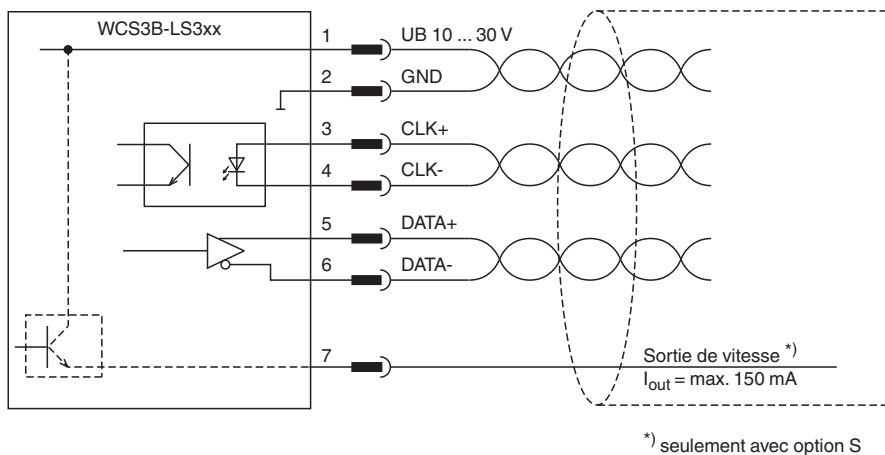 WCS3B-LS3xx
1 UB 10 ... 30 V
2 GND
3 CLK+
4 CLK-
5 DATA+
6 DATA-
7
Sortie de vitesse *)
Iout = max. 150 mA
*) seulement avec option S